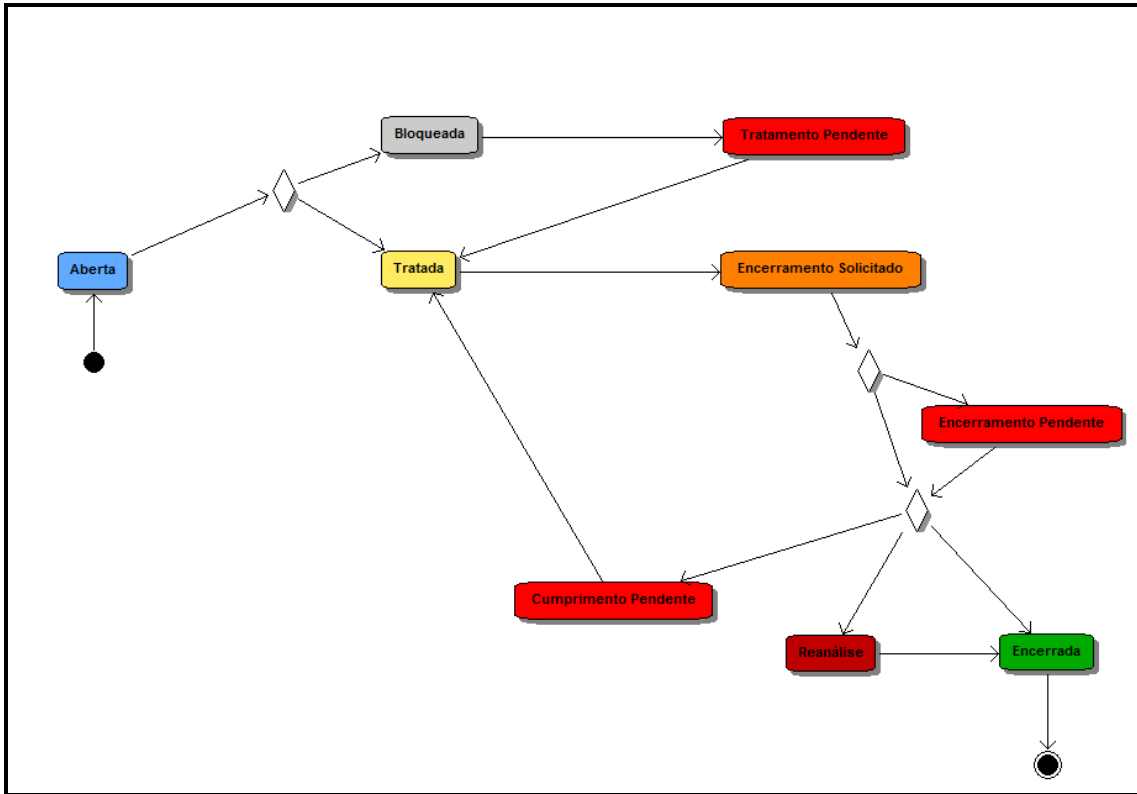 Bloqueada
Tratamento Pendente
Aberta
Tratada
Encerramento Solicitado
Encerramento Pendente
Cumprimento Pendente
Reanálise
Encerrada